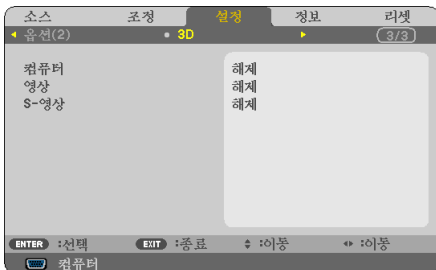 소스 조정 설정 정보 리셋
옵션(2) 3D 3/3
컴퓨터 해제
영상 해제
S-영상 해제
ENTER :선택 EXIT :종료 :이동 :이동
컴퓨터